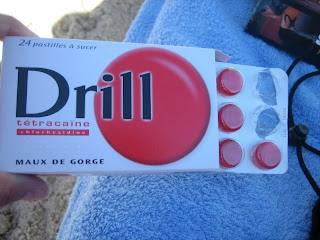 24 pastilles à sucer
Drill
tétracaïne
chlorhexidine
MAUX DE GORGE